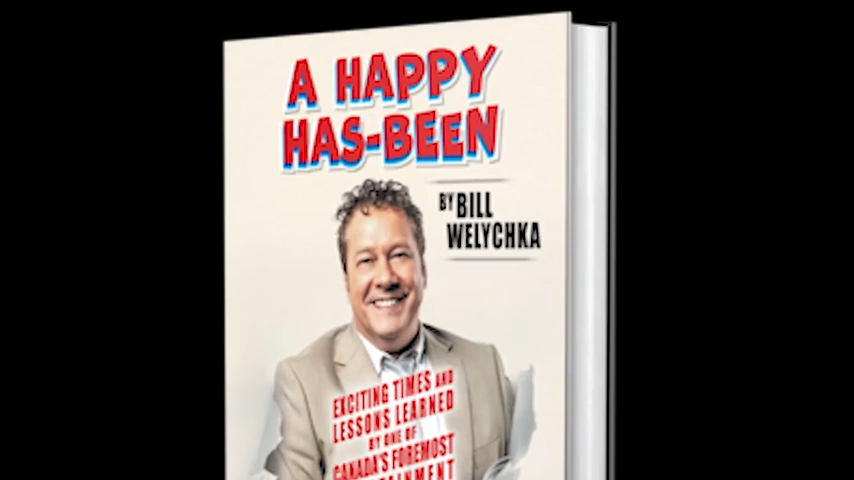 A HAPPY
HAS-BEEN
BY BILL
WELYCHKA
EXCITING TIMES AND
LESSONS LEARNED
BY ONE OF
CANADA'S FOREMOST